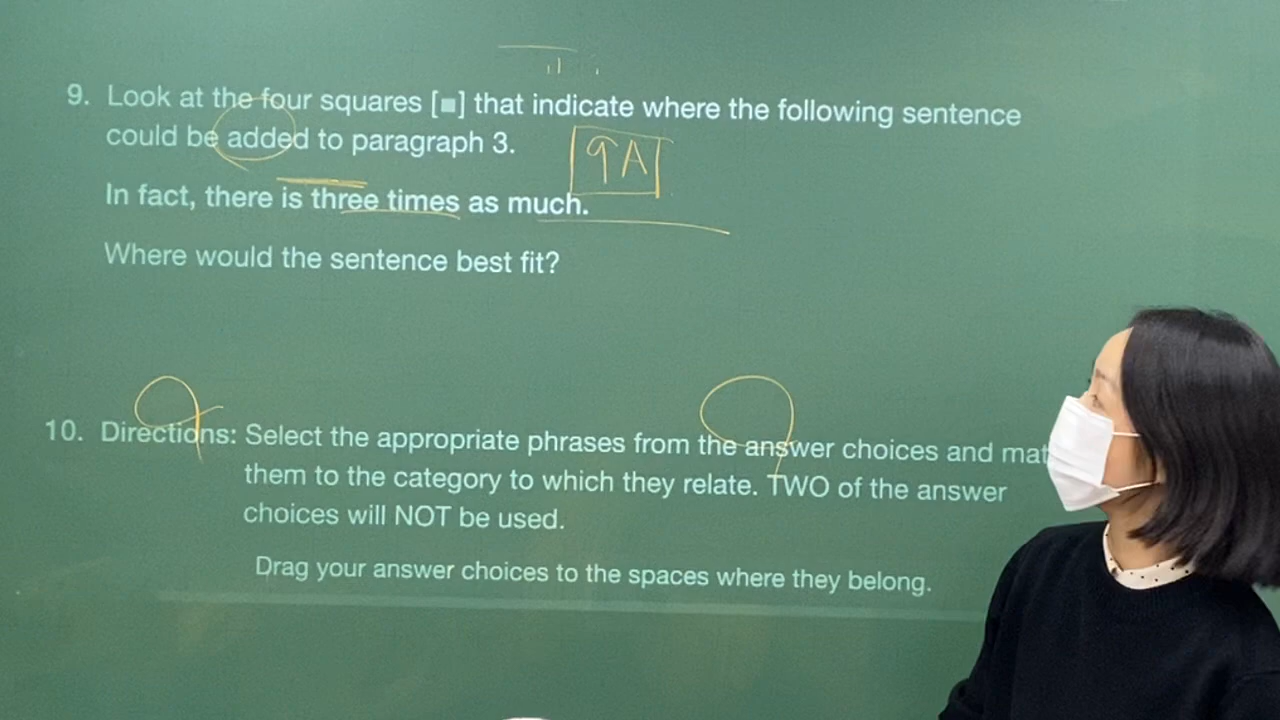 9. Look at the four squares [■] that indicate where the following sentence
could be added to paragraph 3.
9A
In fact, there is three times as much.
Where would the sentence best fit?
10. Directions: Select the appropriate phrases from the answer choices and mat
them to the category to which they relate. TWO of the answer
choices will NOT be used.
Drag your answer choices to the spaces where they belong.